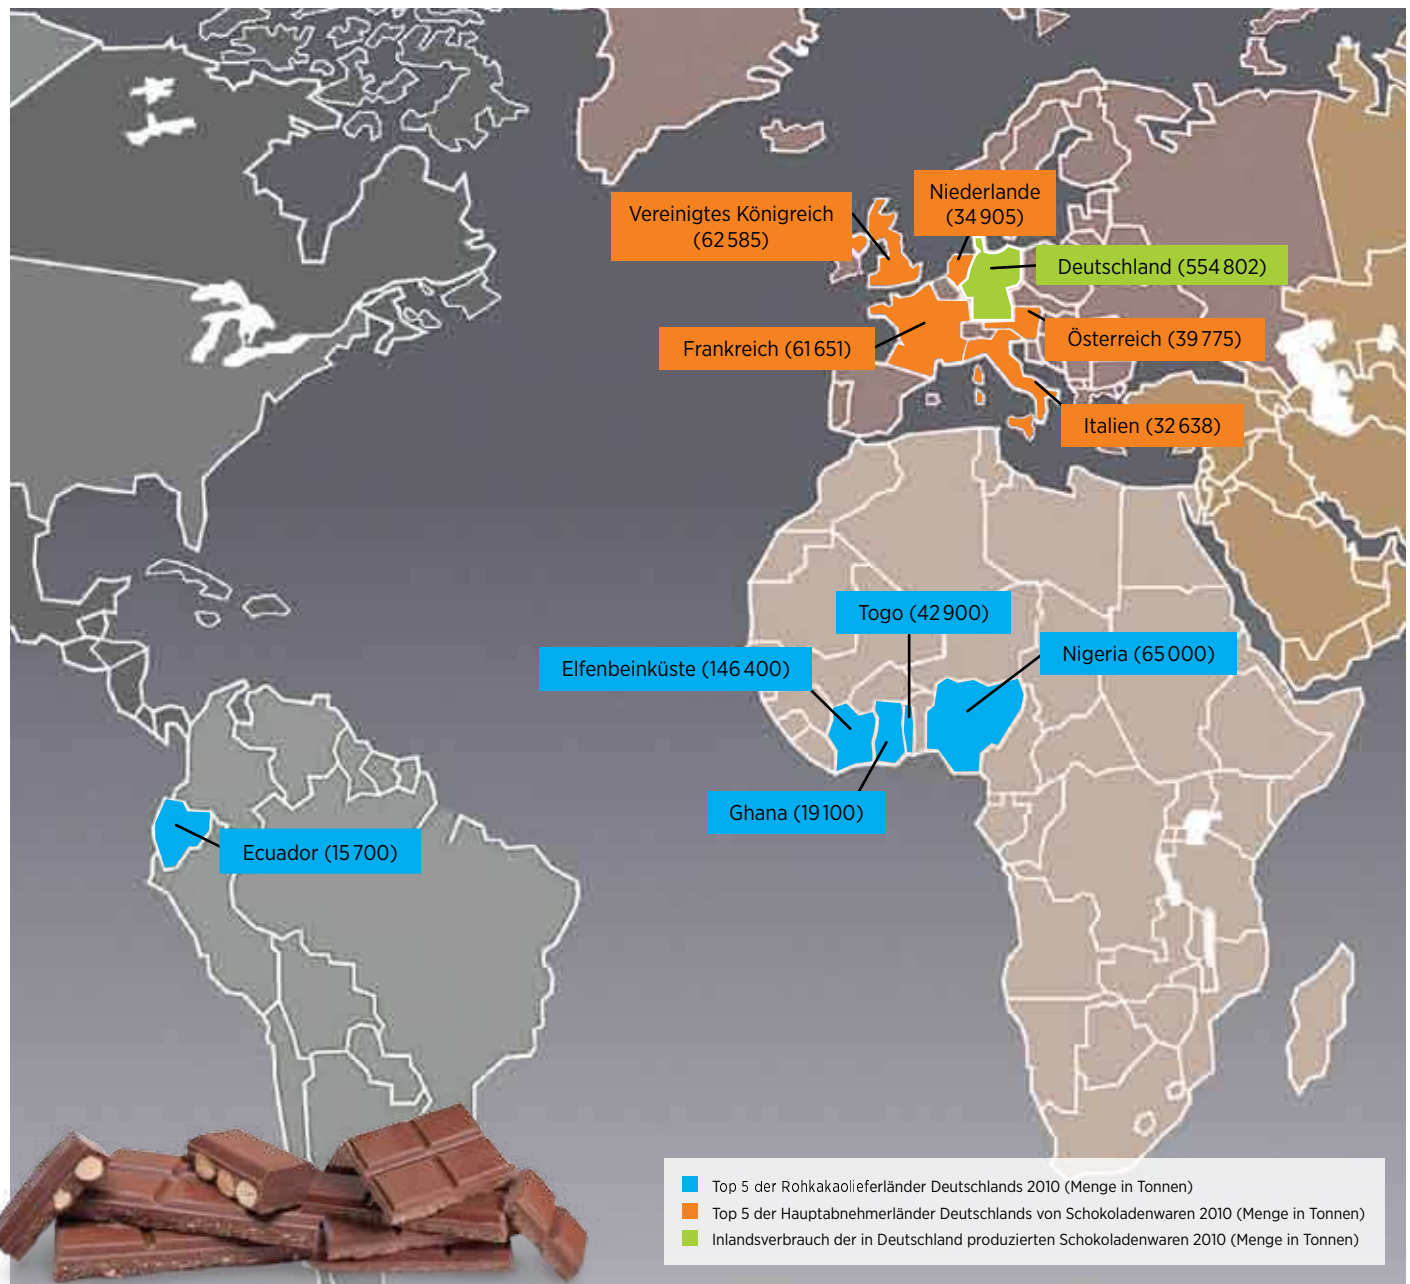 Niederlande
(34 905)
Vereinigtes Königreich
(62 585)
Deutschland (554 802)
Österreich (39 775)
Frankreich (61 651)
Italien (32 638)
Togo (42 900)
Nigeria (65 000)
Elfenbeinküste (146 400)
Ghana (19 100)
Ecuador (15 700)
Top 5 der Rohkakaolieferländer Deutschlands 2010 (Menge in Tonnen)
Top 5 der Hauptabnehmerländer Deutschlands von Schokoladenwaren 2010 (Menge in Tonnen)
Inlandsverbrauch der in Deutschland produzierten Schokoladenwaren 2010 (Menge in Tonnen)